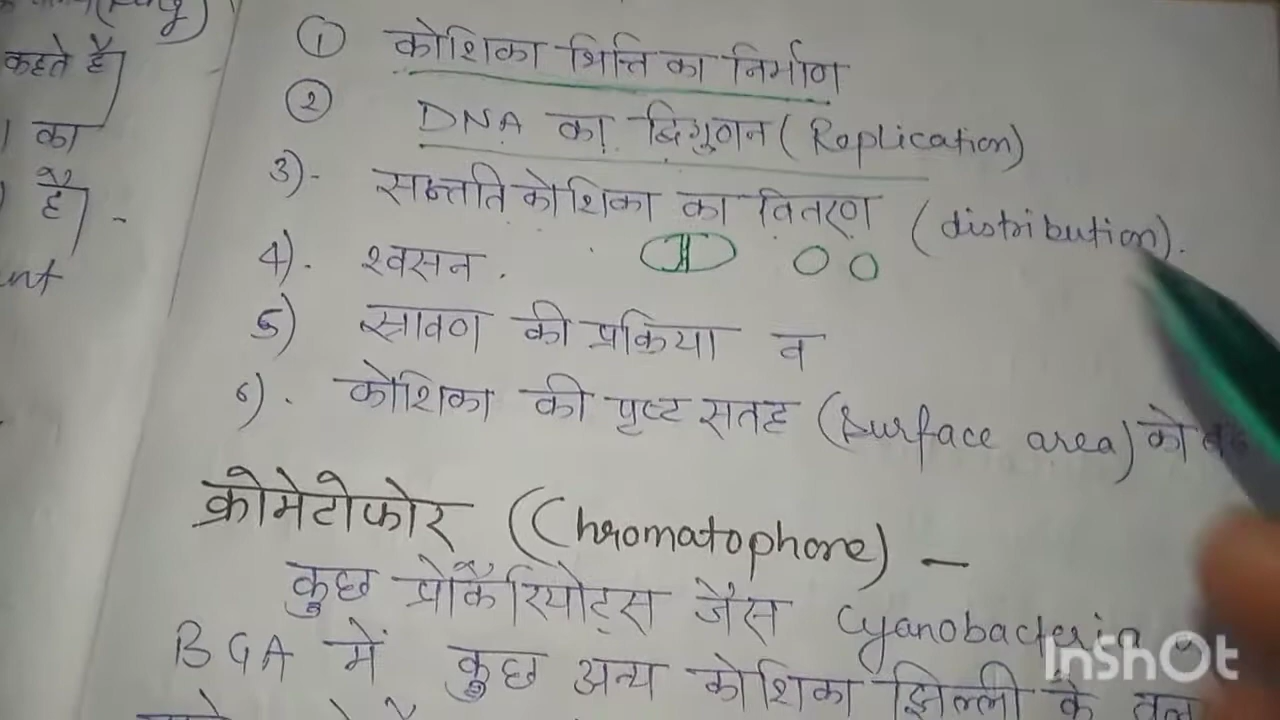 कहते है
का
है। -
① कोशिका भित्ति का निर्माण
② DNA का द्विगुणन (Replication)
3)- सन्तति कोशिका का वितरण (distribution).
4). श्वसन .
5) स्रावण की प्रक्रिया व
6). कोशिका की पृष्ट सतह (Surface area) को
क्रोमेटोफोर (Chromatophore) —
कुछ प्रोकैरियोट्स जैसे Cyanobacteria
BGA में कुछ अन्य कोशिका झिल्ली के
InShOt